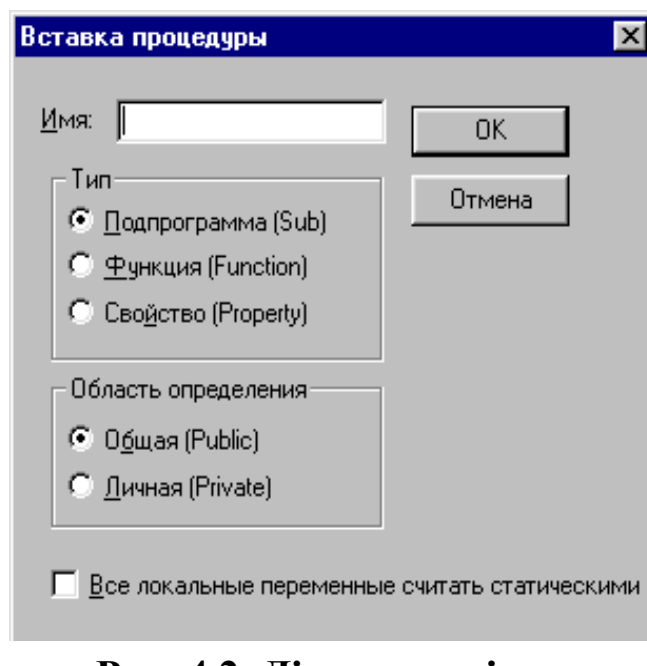 Вставка процедуры
Имя:
OK
Тип
Отмена
Подпрограмма (Sub)
Функция (Function)
Свойство (Property)
Область определения
Общая (Public)
Личная (Private)
Все локальные переменные считать статическими